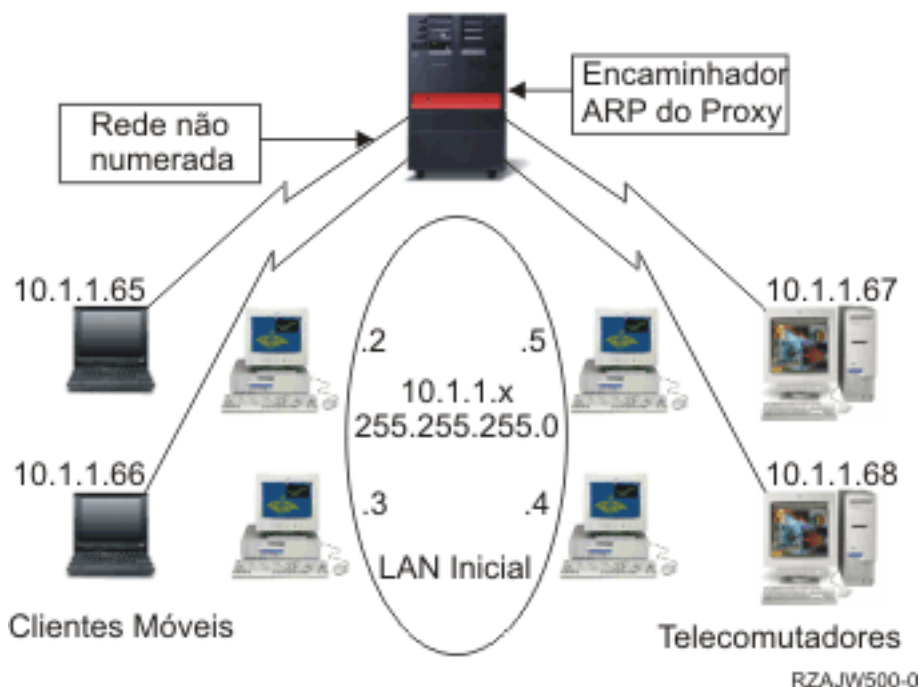 Encaminhador
ARP do Proxy
Rede não
numerada
10.1.1.65
10.1.1.67
.2
.5
10.1.1.x
255.255.255.0
10.1.1.66
10.1.1.68
.3
.4
LAN Inicial
Clientes Móveis
Telecomutadores
RZAJW500-0